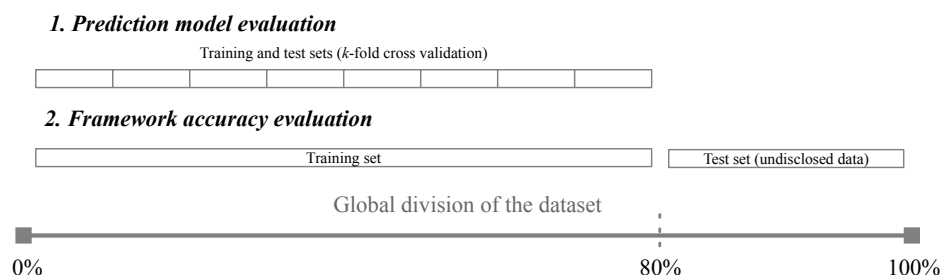 1. Prediction model evaluation
Training and test sets (k-fold cross validation)
2. Framework accuracy evaluation
Training set
Test set (undisclosed data)
Global division of the dataset
0%
80%
100%